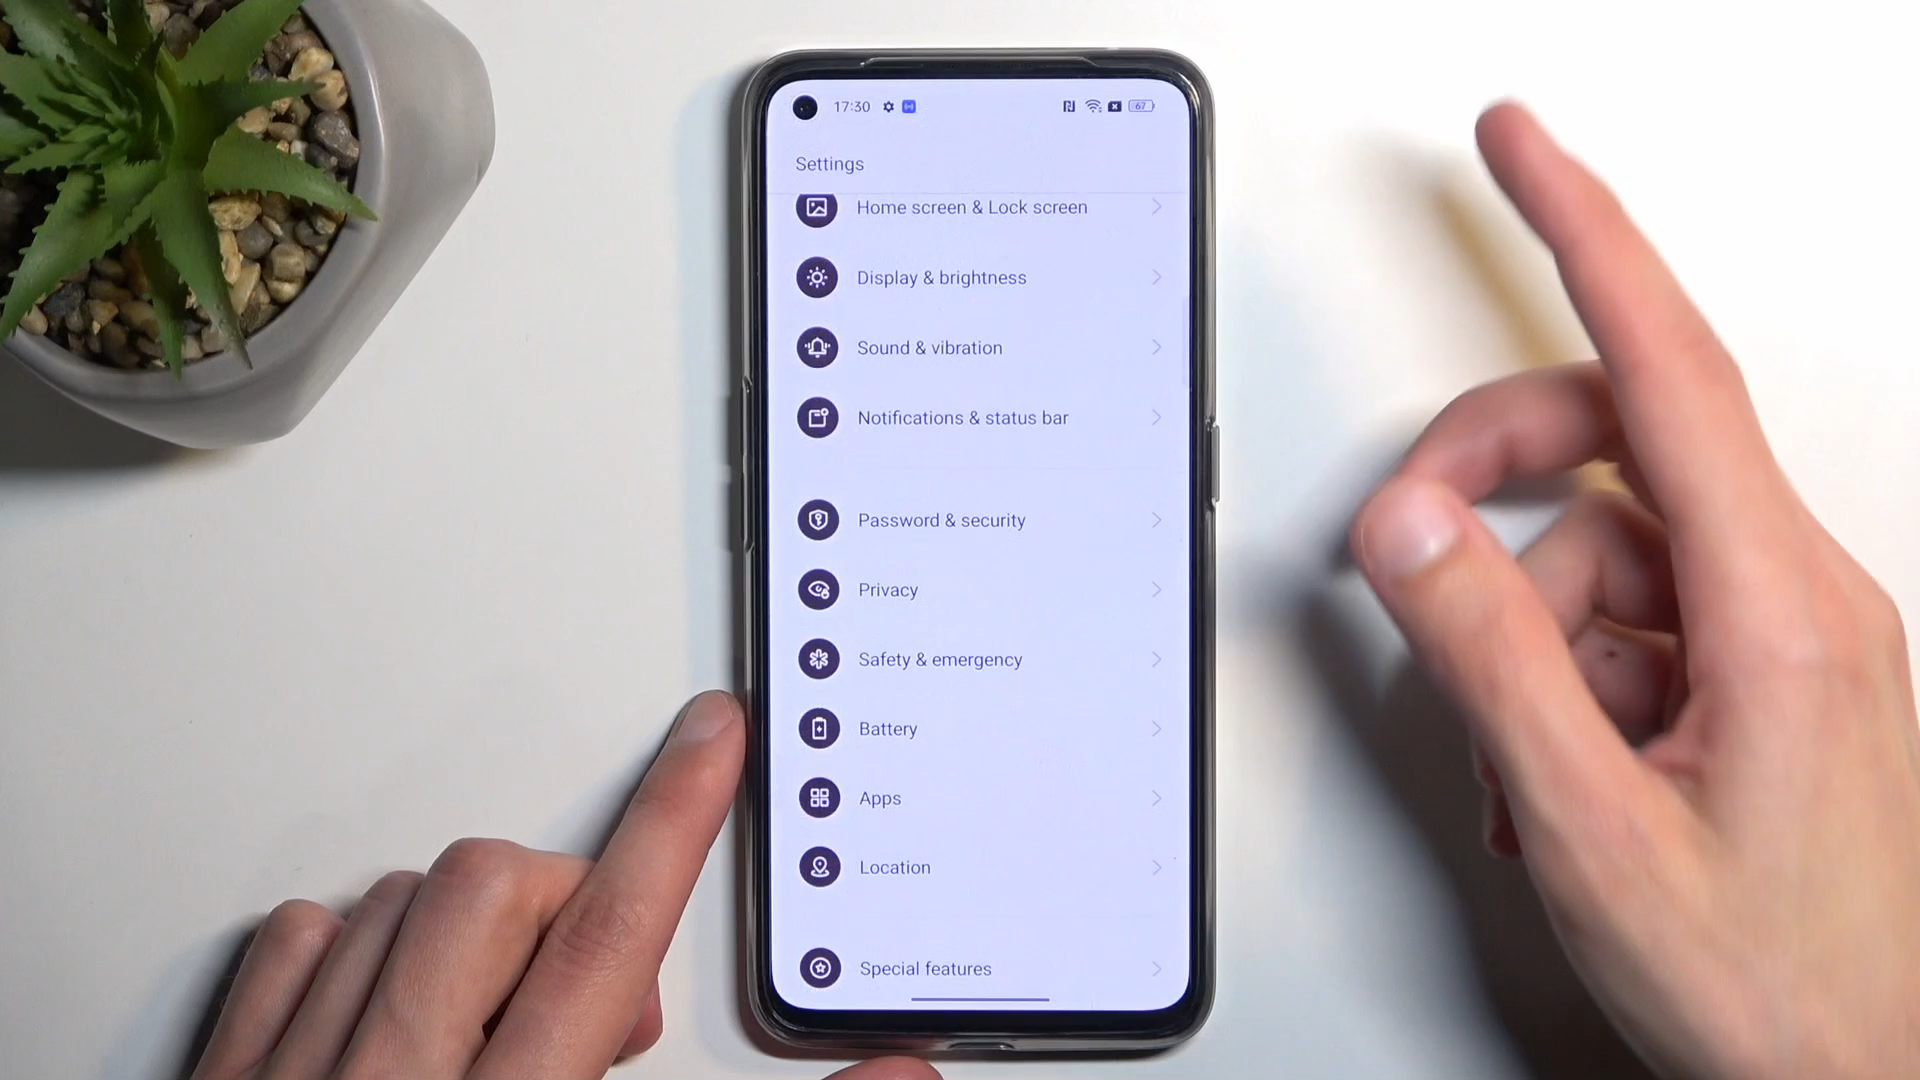 17:30
67
Settings
Home screen & Lock screen
Display & brightness
Sound & vibration
Notifications & status bar
Password & security
Privacy
Safety & emergency
Battery
Apps
Location
Special features